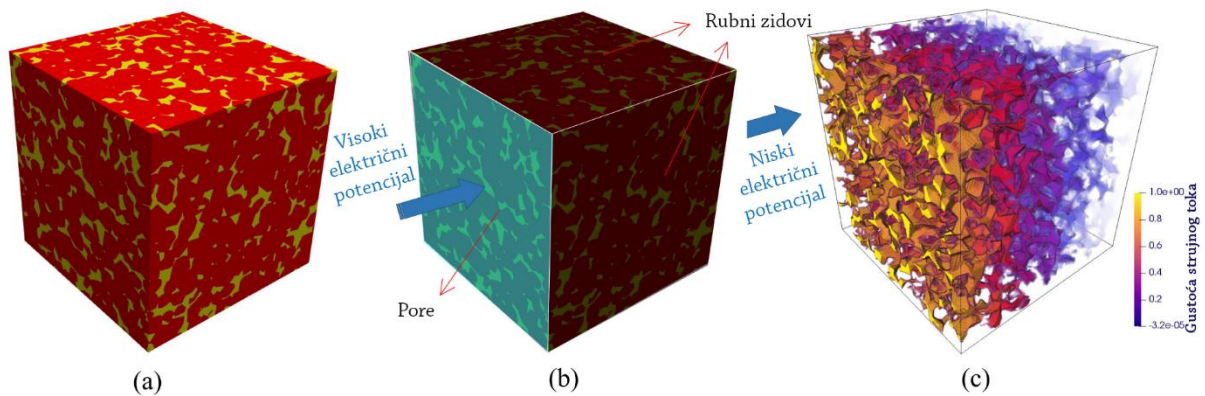 Rubni zidovi
Visoki
električni
potencijal
Pore
Niski
električni
potencijal
1.0e+00
0.8
0.6
0.4
0.2
-3.2e-05
Gustoća strujnog toka
(a)
(b)
(c)